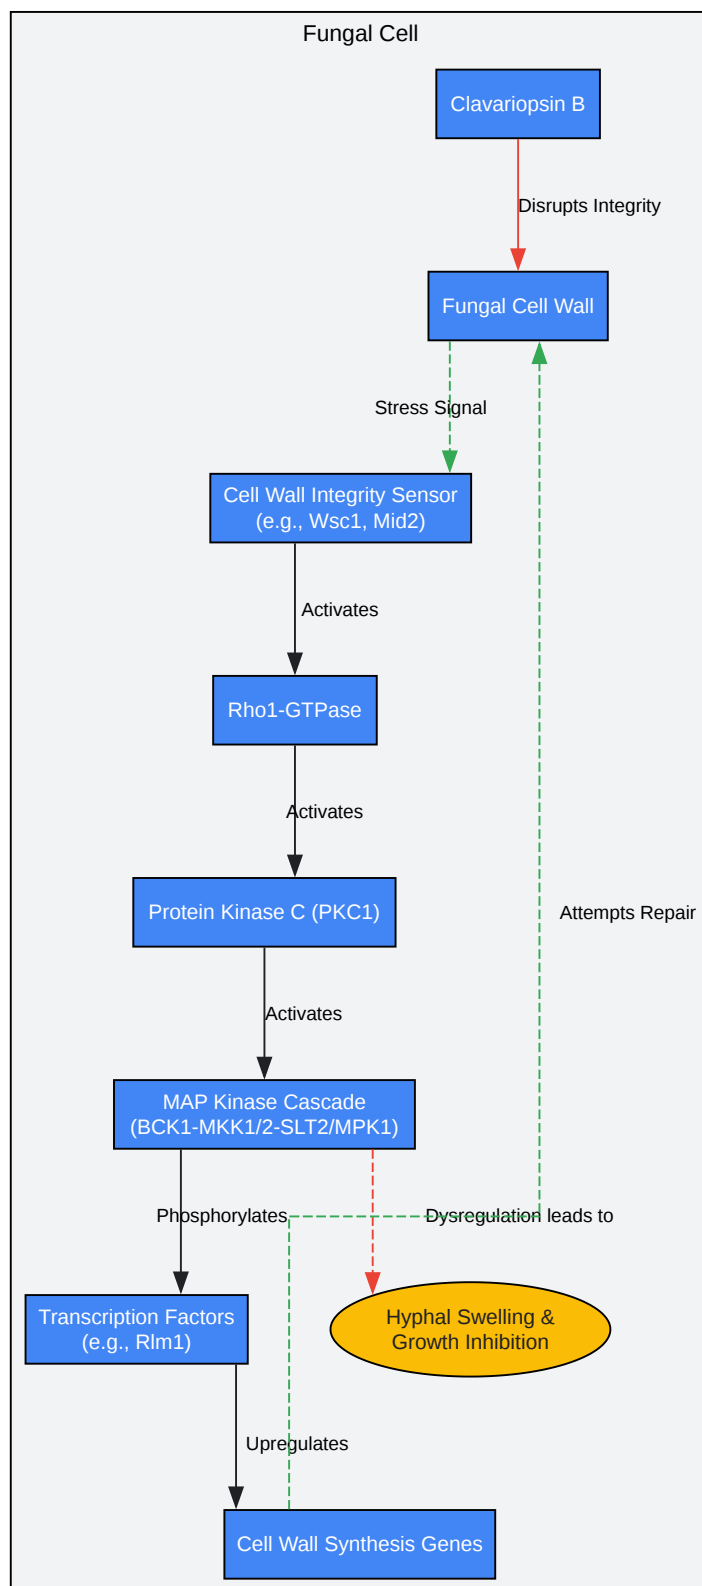 Fungal Cell
Clavariopsin B
Disrupts Integrity
Fungal Cell Wall
Stress Signal
Cell Wall Integrity Sensor
(e.g., Wsc1, Mid2)
Activates
Rho1-GTPase
Activates
Protein Kinase C (PKC1)
Attempts Repair
Activates
MAP Kinase Cascade
(BCK1-MKK1/2-SLT2/MPK1)
Phosphorylates
Dysregulation leads to
Transcription Factors
(e.g., Rlm1)
Hyphal Swelling &
Growth Inhibition
Upregulates
Cell Wall Synthesis Genes